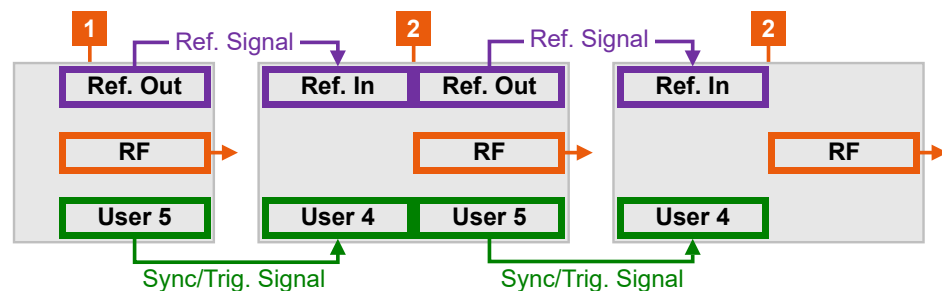 1
Ref. Signal
2
Ref. Signal
2
Ref. Out
Ref. In
Ref. Out
Ref. In
RF
RF
RF
User 5
User 4
User 5
User 4
Sync/Trig. Signal
Sync/Trig. Signal